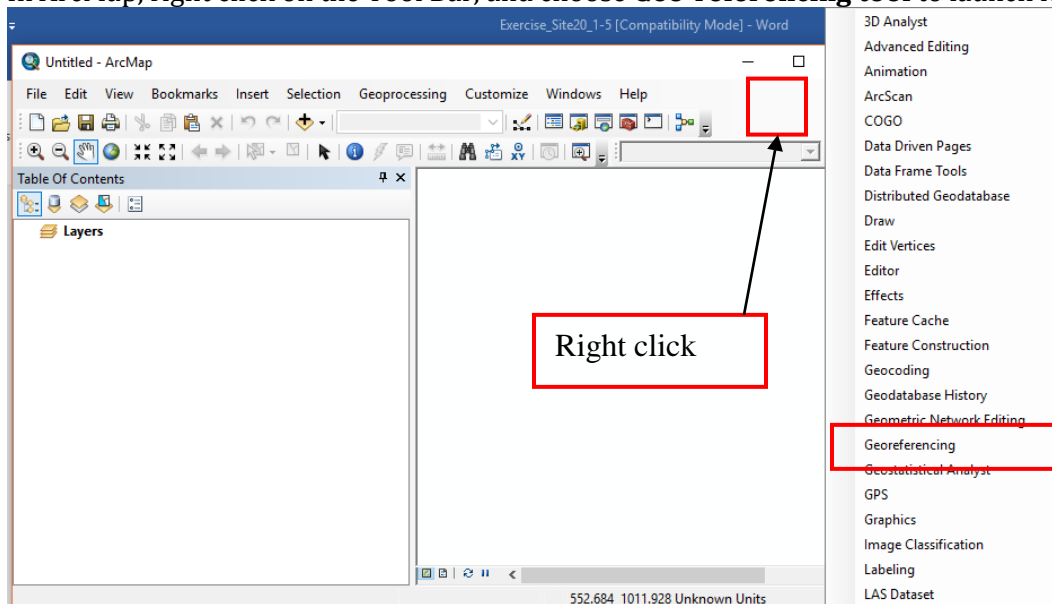 Exercise_Site20_1-5 [Compatibility Mode] - Word
Untitled - ArcMap
File Edit View Bookmarks Insert Selection Geoprocessing Customize Windows Help
Table Of Contents
Layers
Right click
552.684 1011.928 Unknown Units
3D Analyst
Advanced Editing
Animation
ArcScan
COGO
Data Driven Pages
Data Frame Tools
Distributed Geodatabase
Draw
Edit Vertices
Editor
Effects
Feature Cache
Feature Construction
Geocoding
Geodatabase History
Geometric Network Editing
Georeferencing
Geostatistical Analyst
GPS
Graphics
Image Classification
Labeling
LAS Dataset